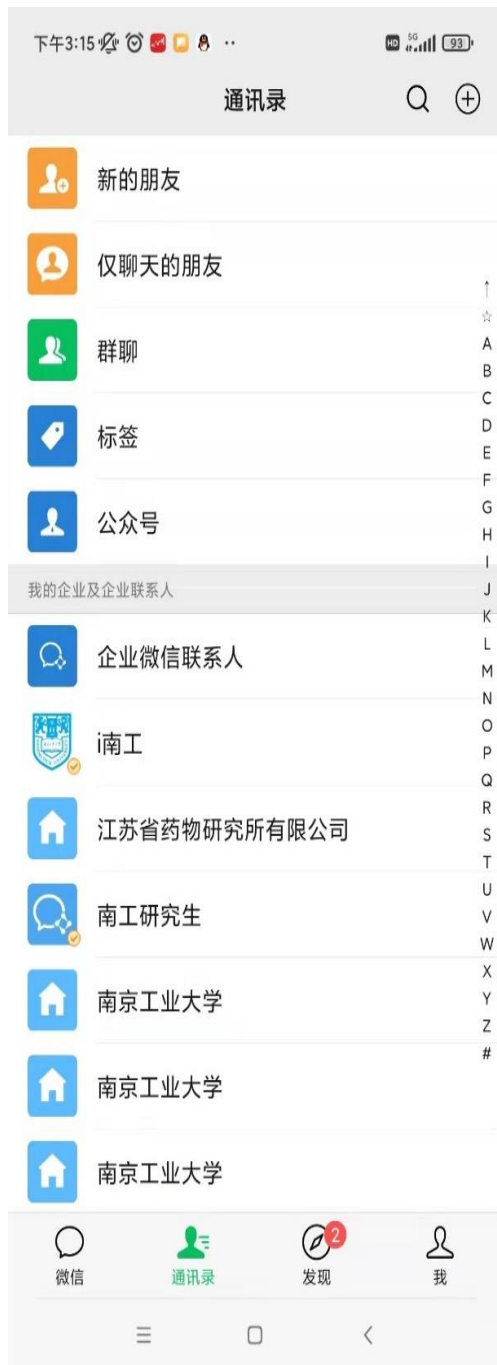 下午3:15
HD 5G 93
通讯录
新的朋友
仅聊天的朋友
群聊
标签
公众号
我的企业及企业联系人
企业微信联系人
i南工
江苏省药物研究所有限公司
南工研究生
南京工业大学
南京工业大学
南京工业大学
↑
☆
A
B
C
D
E
F
G
H
I
J
K
L
M
N
O
P
Q
R
S
T
U
V
W
X
Y
Z
#
微信
通讯录
发现
2
我